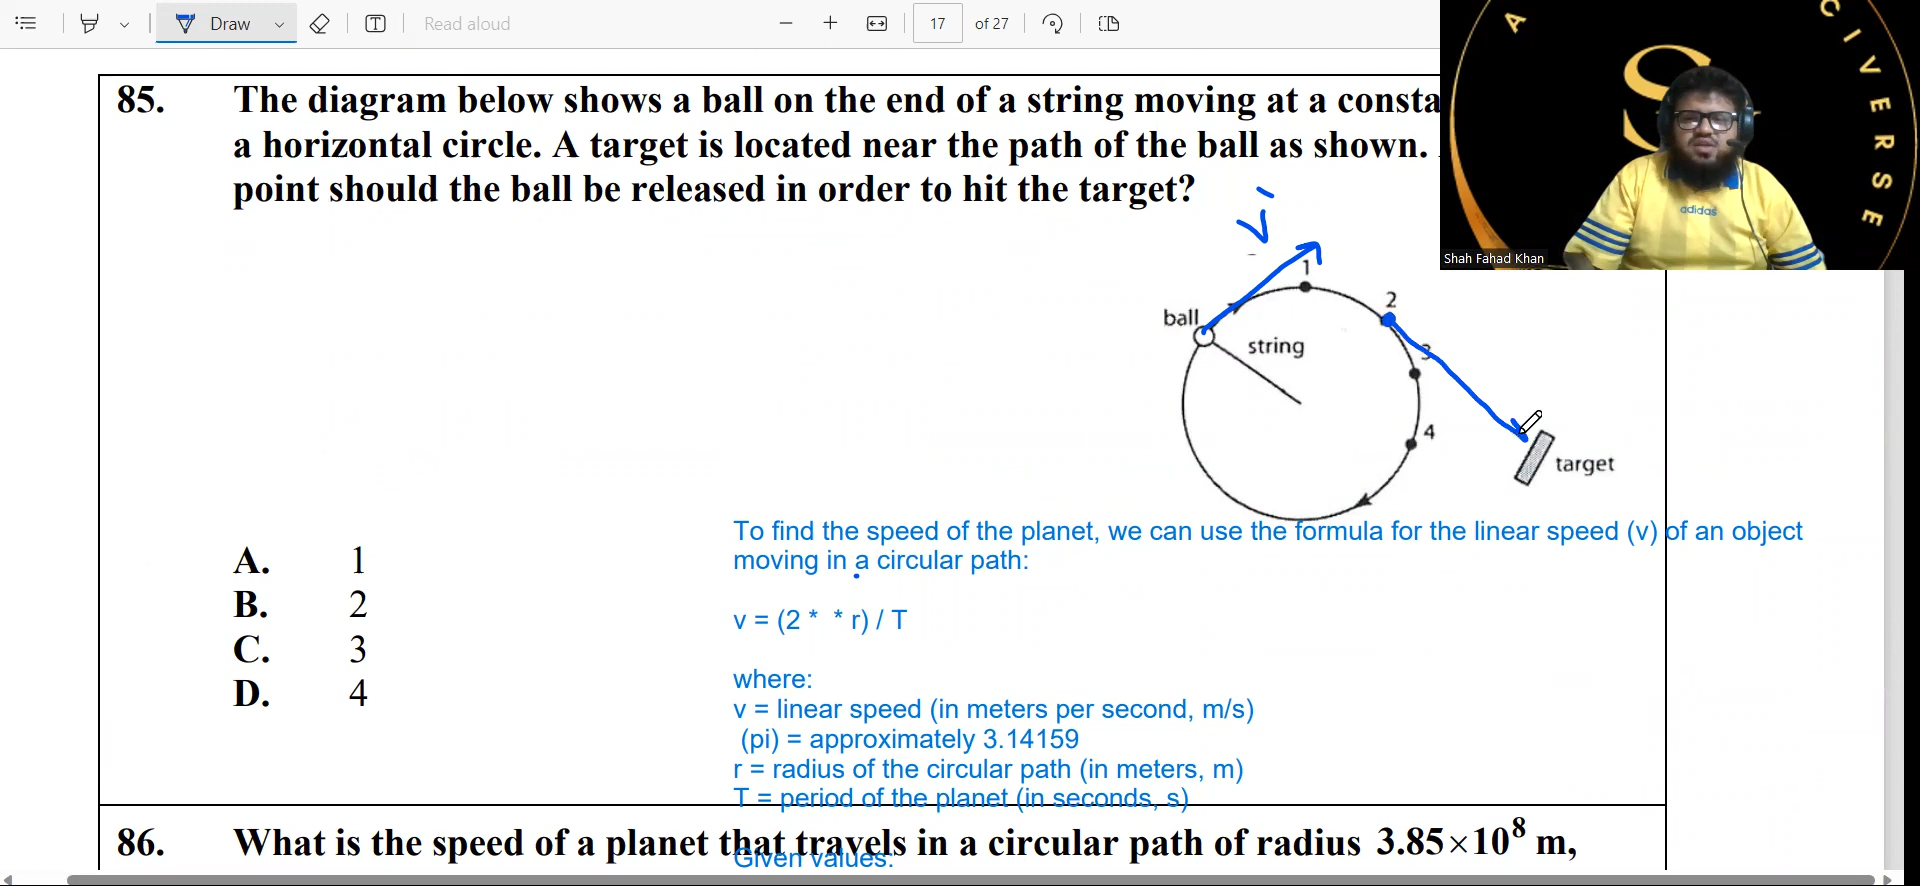 Draw
Read aloud
17
of 27
A
CIVERSE
S
adidas
Shah Fahad Khan
85. The diagram below shows a ball on the end of a string moving at a consta
a horizontal circle. A target is located near the path of the ball as shown.
point should the ball be released in order to hit the target?
V
1
2
ball
string
3
4
target
To find the speed of the planet, we can use the formula for the linear speed (v) of an object
moving in a circular path:
A. 1
B. 2
v = (2 * * r) / T
C. 3
where:
D. 4
v = linear speed (in meters per second, m/s)
(pi) = approximately 3.14159
r = radius of the circular path (in meters, m)
T = period of the planet (in seconds, s)
86. What is the speed of a planet that travels in a circular path of radius 3.85×10⁸ m,
Given values: